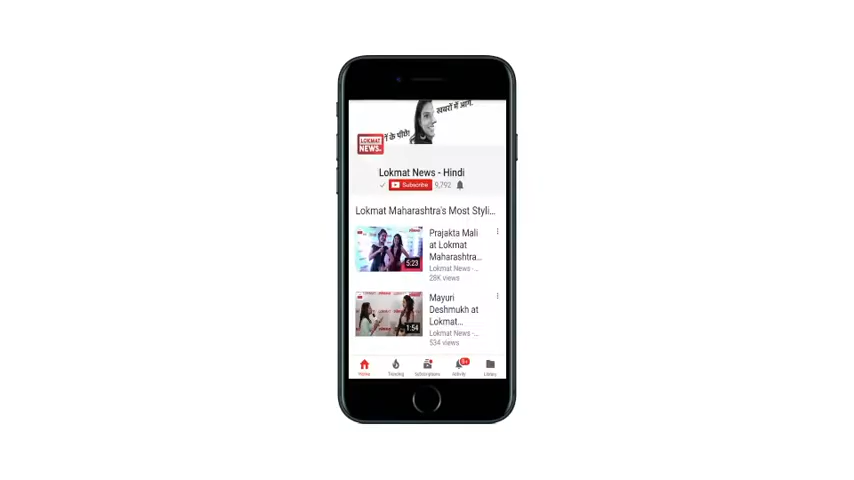 खबरों में आगे,
के पीछे!
LOKMAT
NEWS
Lokmat News - Hindi
Subscribe 9,792
Lokmat Maharashtra's Most Styli...
Prajakta Mali
at Lokmat
Maharashtra...
Lokmat News - ...
28K views
5:23
Mayuri
Deshmukh at
Lokmat...
Lokmat News - ...
534 views
1:54
Home Trending Subscriptions Activity Library
9+